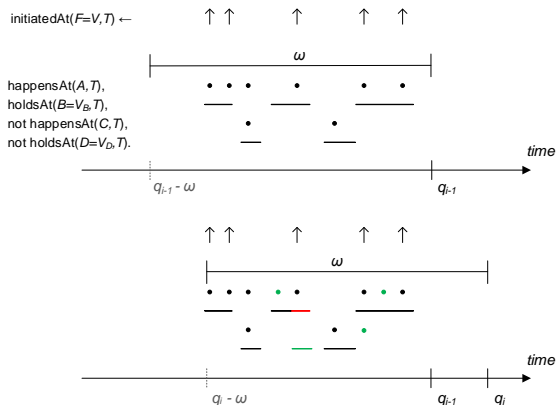 initiatedAt(F=V,T) ←
ω
happensAt(A,T),
holdsAt(B=V_B,T),
not happensAt(C,T),
not holdsAt(D=V_D,T).
time
q_{i-1} - ω
q_{i-1}
ω
time
q_i - ω
q_{i-1}
q_i